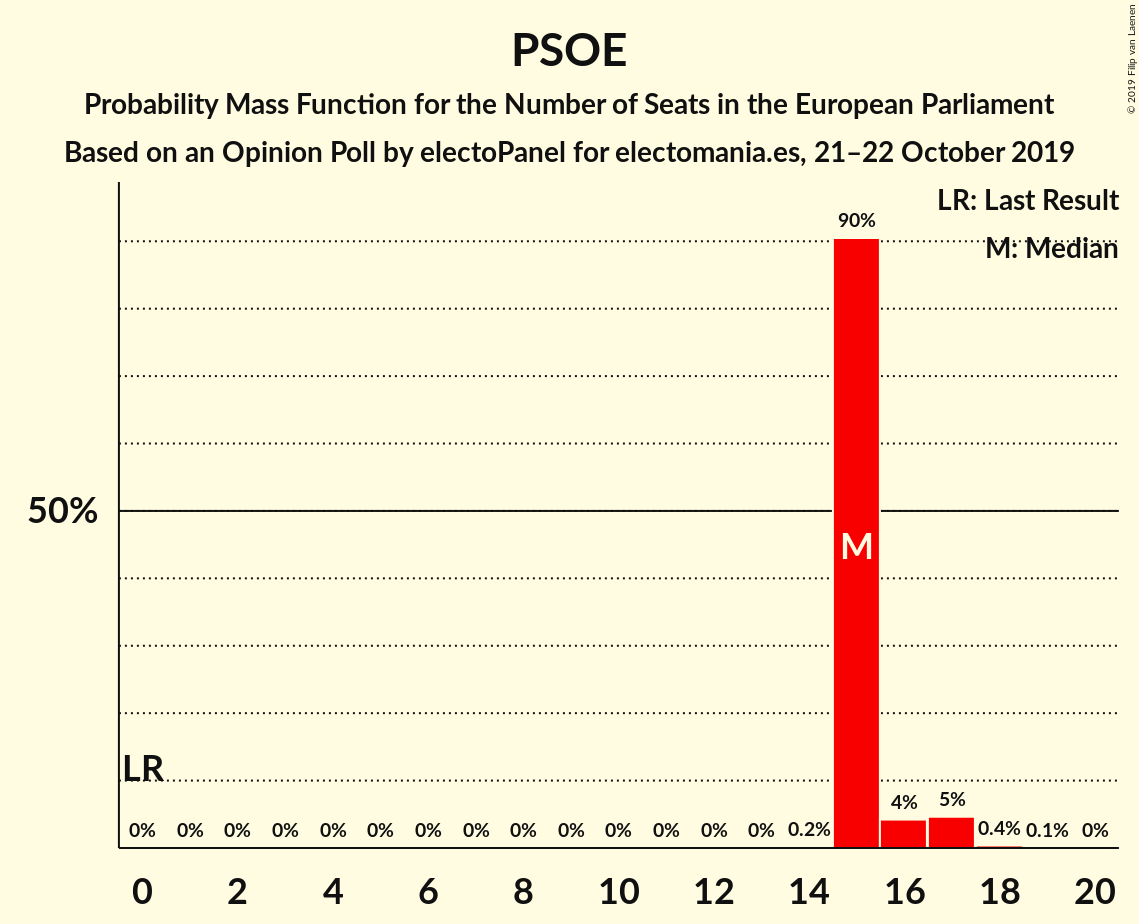 PSOE
Probability Mass Function for the Number of Seats in the European Parliament
Based on an Opinion Poll by electoPanel for electomania.es, 21–22 October 2019
© 2019 Filip van Laenen
LR: Last Result
M: Median
90%
50%
M
LR
0% 0% 0% 0% 0% 0% 0% 0% 0% 0% 0% 0% 0% 0% 0.2% 4% 5% 0.4% 0.1% 0%
0 2 4 6 8 10 12 14 16 18 20